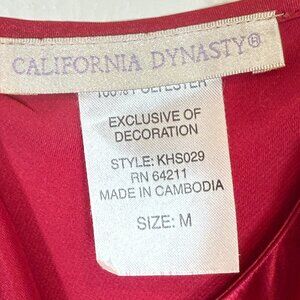 CALIFORNIA DYNASTY®
100% POLYESTER
EXCLUSIVE OF
DECORATION
STYLE: KHS029
RN 64211
MADE IN CAMBODIA
SIZE: M